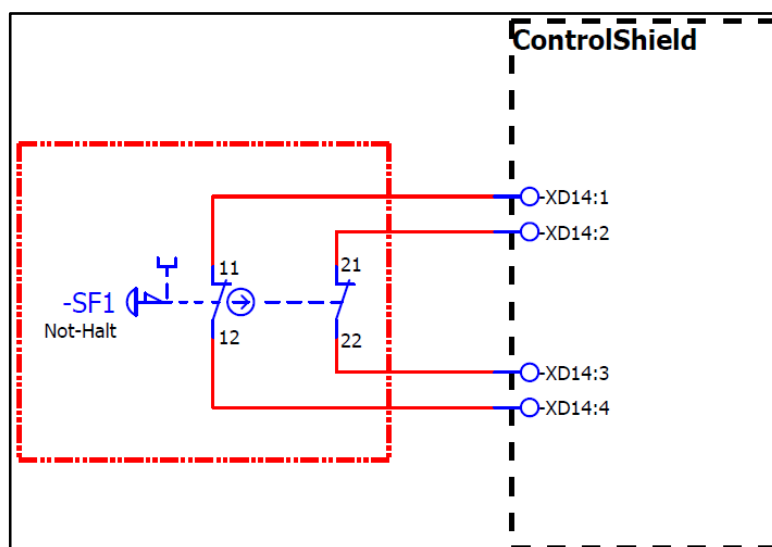 ControlShield
-XD14:1
-XD14:2
11
21
-SF1
Not-Halt
12
22
-XD14:3
-XD14:4